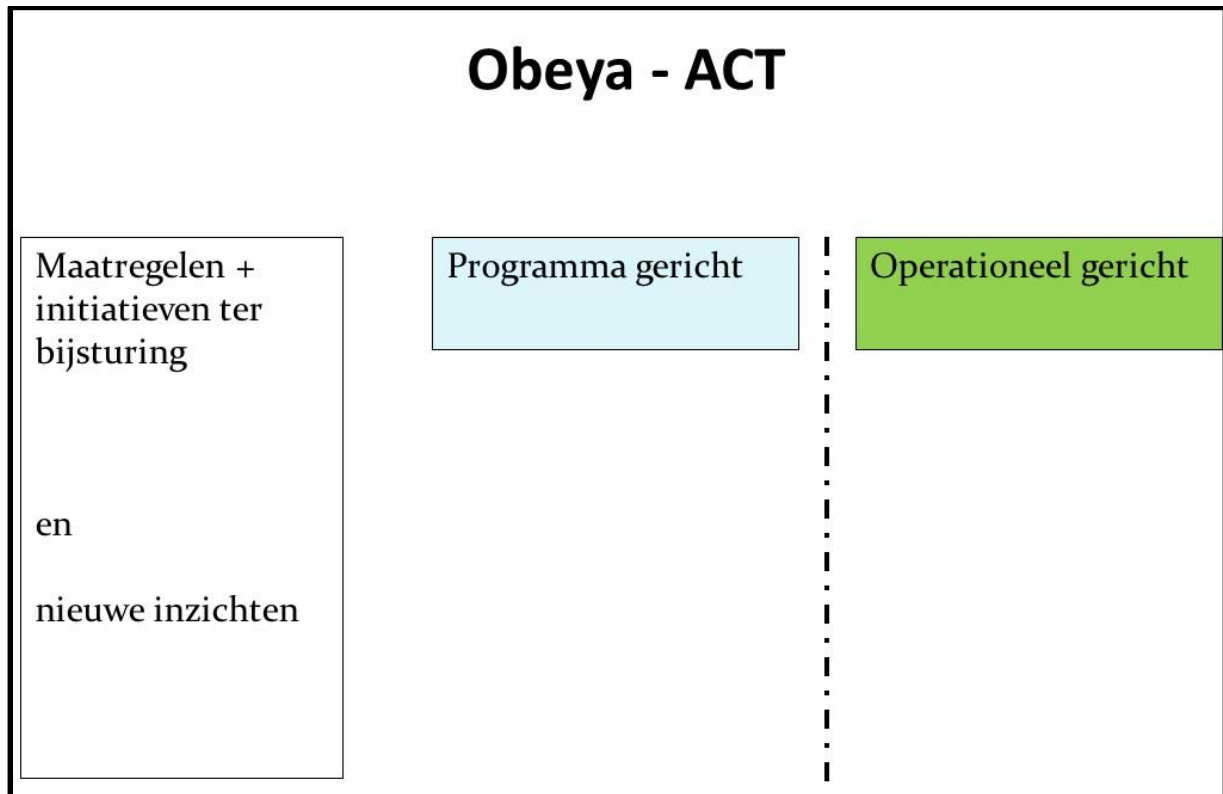 Obeya - ACT
Maatregelen +
initiatieven ter
bijsturing
en
nieuwe inzichten
Programma gericht
Operationeel gericht